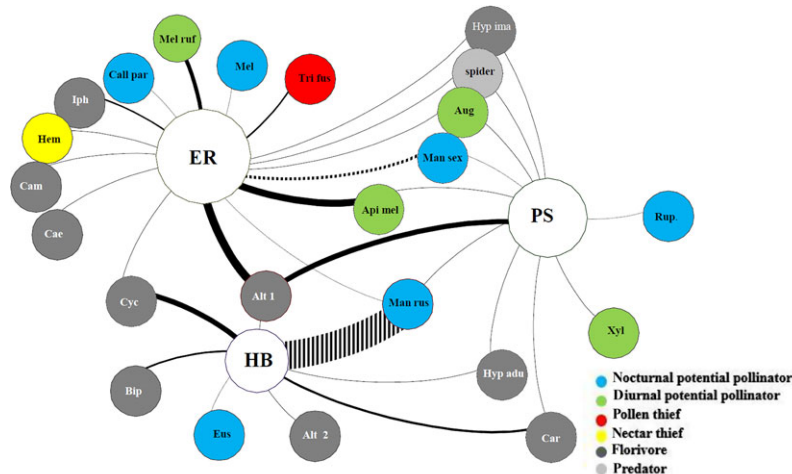 Hyp ima
Mel ruf
Mel
Call par
spider
Tri fus
Iph
Aug
Hem
ER
Man sex
Cam
Api mel
PS
Rup.
Cae
Alt 1
Cyc
Man rus
Xyl
HB
Bip
Hyp adu
Eus
Alt 2
Car
Nocturnal potential pollinator
Diurnal potential pollinator
Pollen thief
Nectar thief
Florivore
Predator